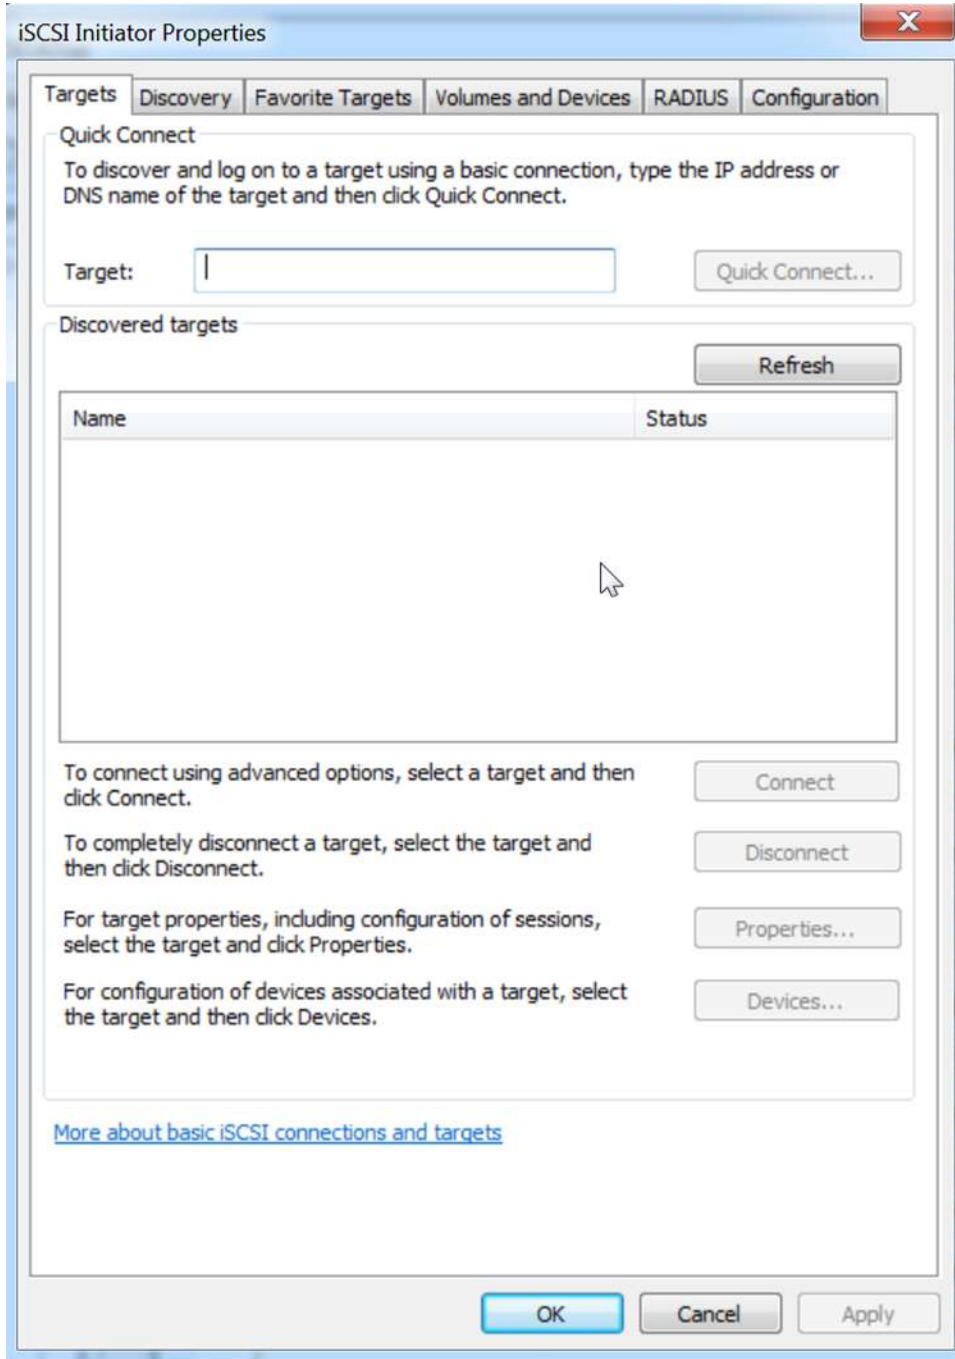 iSCSI Initiator Properties
Targets Discovery Favorite Targets Volumes and Devices RADIUS Configuration
Quick Connect
To discover and log on to a target using a basic connection, type the IP address or
DNS name of the target and then click Quick Connect.
Target: Quick Connect...
Discovered targets
Refresh
Name Status
To connect using advanced options, select a target and then
click Connect.
Connect
To completely disconnect a target, select the target and
then click Disconnect.
Disconnect
For target properties, including configuration of sessions,
select the target and click Properties.
Properties...
For configuration of devices associated with a target, select
the target and then click Devices.
Devices...
More about basic iSCSI connections and targets
OK Cancel Apply